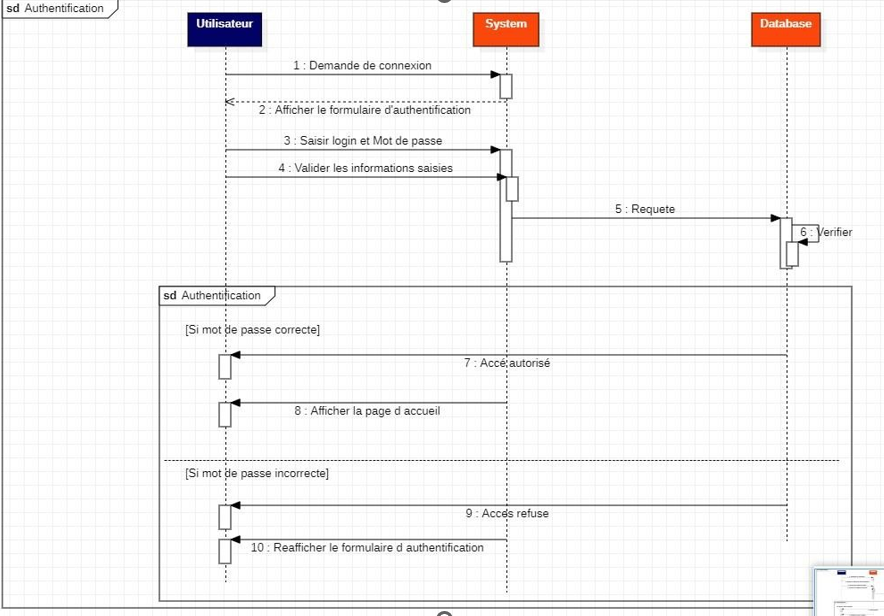 sd Authentification
Utilisateur
System
Database
1 : Demande de connexion
2 : Afficher le formulaire d'authentification
3 : Saisir login et Mot de passe
4 : Valider les informations saisies
5 : Requete
6 : Verifier
sd Authentification
[Si mot de passe correcte]
7 : Accé autorisé
8 : Afficher la page d accueil
[Si mot de passe incorrecte]
9 : Acces refuse
10 : Reafficher le formulaire d authentification